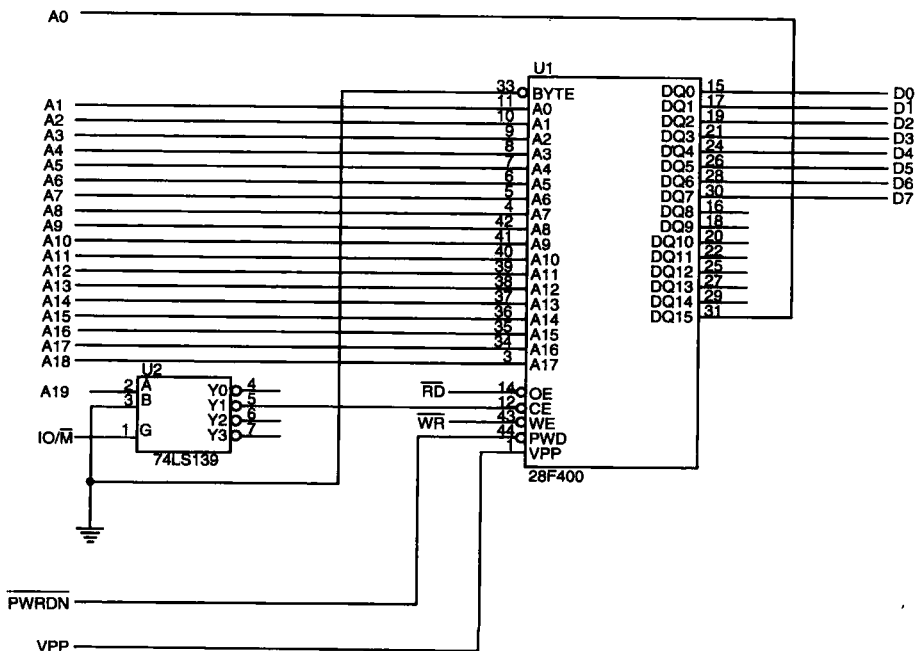 A0
U1
33 BYTE DQ0 15 D0
A1 11 A0 DQ1 17 D1
A2 10 A1 DQ2 19 D2
A3 9 A2 DQ3 21 D3
A4 8 A3 DQ4 24 D4
A5 7 A4 DQ5 26 D5
A6 6 A5 DQ6 28 D6
A7 5 A6 DQ7 30 D7
A8 4 A7 DQ8 16
A9 42 A8 DQ9 18
A10 41 A9 DQ10 20
A11 40 A10 DQ11 22
A12 39 A11 DQ12 25
A13 38 A12 DQ13 27
A14 37 A13 DQ14 29
A15 36 A14 DQ15 31
A16 35 A15
A17 34 A16
A18 3 A17
U2
A19 2 A Y0 4
3 B Y1 5
Y2 6
IO/M̅ 1 G Y3 7
74LS139
R̅D̅ 14 OE
12 CE
W̅R̅ 43 WE
44 PWD
1 VPP
28F400
P̅W̅R̅D̅N̅
VPP